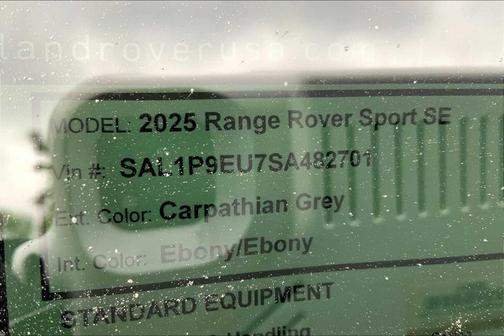 landroverusa.com
MODEL: 2025 Range Rover Sport SE
Vin #: SAL1P9EU7SA482701
Ext. Color: Carpathian Grey
Int. Color: Ebony/Ebony
STANDARD EQUIPMENT
Handling